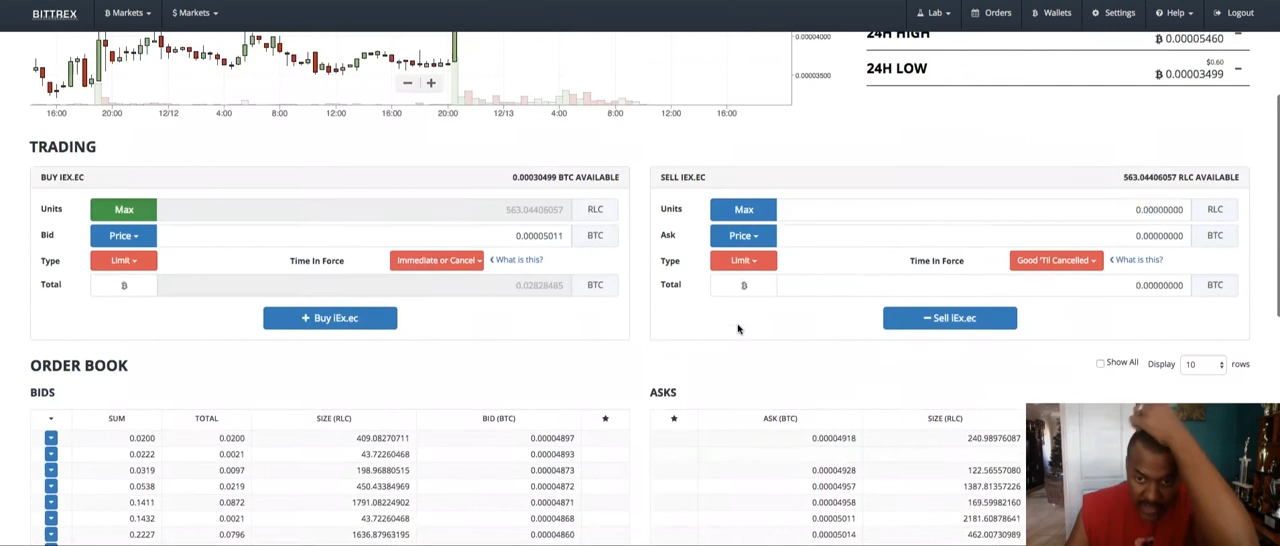 BITTREX ₿ Markets $ Markets Lab Orders ₿ Wallets Settings Help Logout
24H HIGH ₿ 0.00005460
0.00004000
$0.60
24H LOW ₿ 0.00003499
0.00003500
16:00 20:00 12/12 4:00 8:00 12:00 16:00 20:00 12/13 4:00 8:00 12:00 16:00
TRADING
BUY IEX.EC 0.00030499 BTC AVAILABLE
Units Max 563.04406057 RLC
Bid Price 0.00005011 BTC
Type Limit Time In Force Immediate or Cancel What is this?
Total ₿ 0.02828485 BTC
+ Buy iEx.ec
SELL IEX.EC 563.04406057 RLC AVAILABLE
Units Max 0.00000000 RLC
Ask Price 0.00000000 BTC
Type Limit Time In Force Good 'Til Cancelled What is this?
Total ₿ 0.00000000 BTC
− Sell iEx.ec
ORDER BOOK
Show All Display 10 rows
BIDS
SUM TOTAL SIZE (RLC) BID (BTC)
0.0200 0.0200 409.08270711 0.00004897
0.0222 0.0021 43.72260468 0.00004893
0.0319 0.0097 198.96880515 0.00004873
0.0538 0.0219 450.43384969 0.00004872
0.1411 0.0872 1791.08224902 0.00004871
0.1432 0.0021 43.72260468 0.00004868
0.2227 0.0796 1636.87963195 0.00004860
ASKS
ASK (BTC) SIZE (RLC)
0.00004918 240.98976087
0.00004928 122.56557080
0.00004957 1387.81357226
0.00004958 169.59982160
0.00005011 2181.60878641
0.00005014 462.00730989